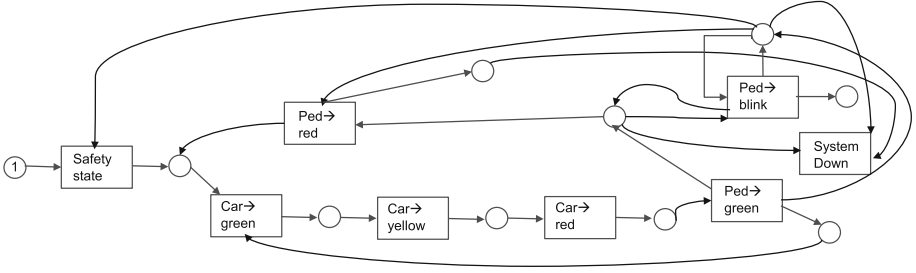 Ped→
blink
Ped→
red
System
Down
1
Safety
state
Ped→
green
Car→
green
Car→
yellow
Car→
red